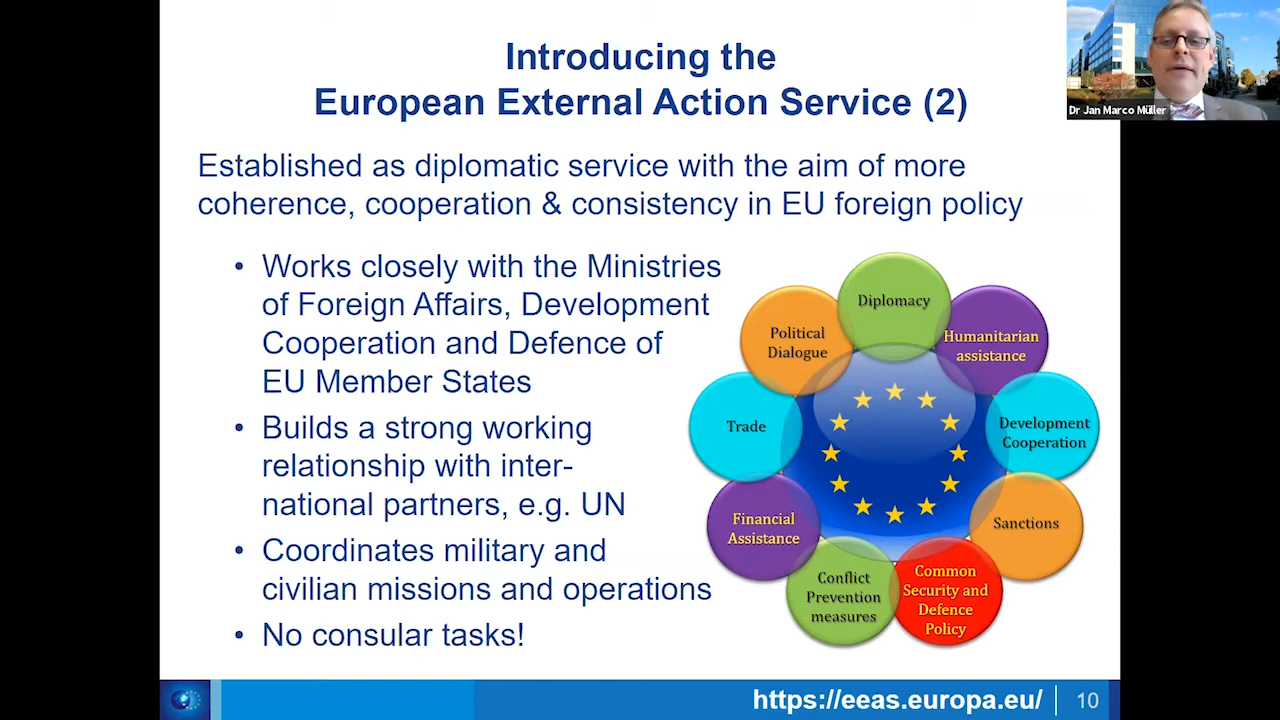 Introducing the
European External Action Service (2)
Dr Jan Marco Müller
Established as diplomatic service with the aim of more
coherence, cooperation & consistency in EU foreign policy
• Works closely with the Ministries
of Foreign Affairs, Development
Cooperation and Defence of
EU Member States
• Builds a strong working
relationship with inter-
national partners, e.g. UN
• Coordinates military and
civilian missions and operations
• No consular tasks!
Diplomacy
Humanitarian
assistance
Development
Cooperation
Sanctions
Common
Security and
Defence
Policy
Conflict
Prevention
measures
Financial
Assistance
Trade
Political
Dialogue
https://eeas.europa.eu/
10